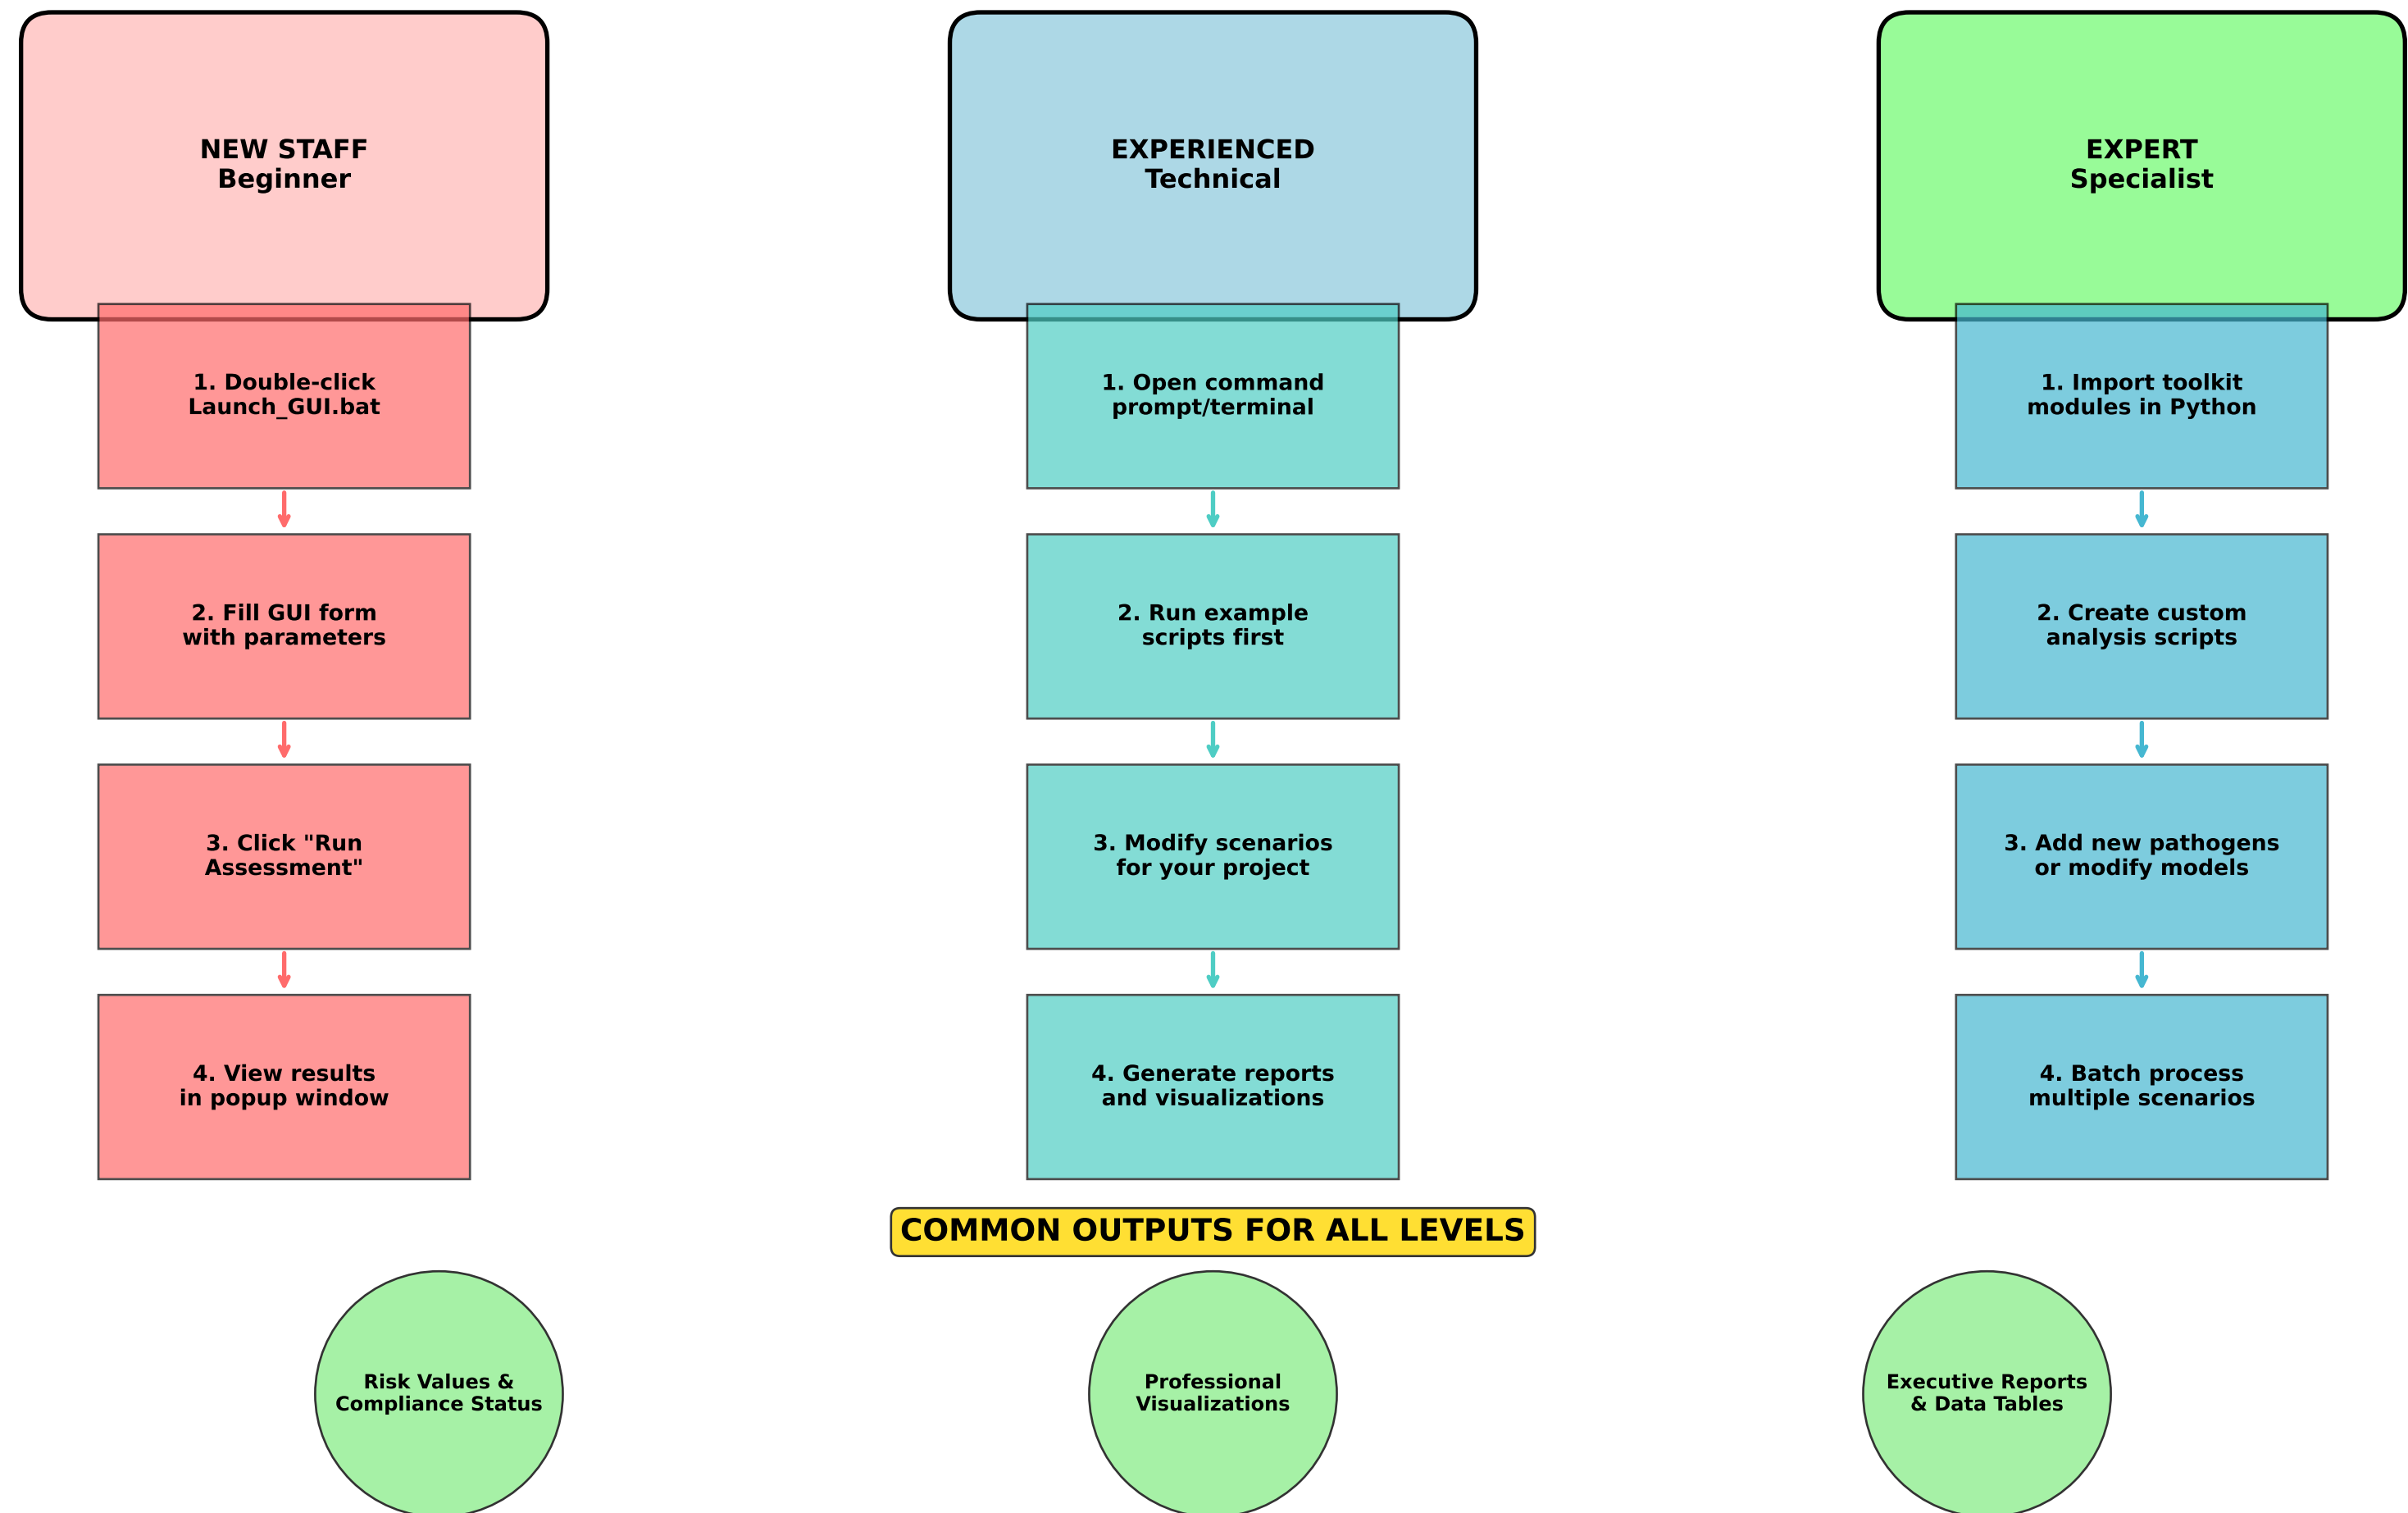 NEW STAFF
Beginner
1. Double-click
Launch_GUI.bat
2. Fill GUI form
with parameters
3. Click "Run
Assessment"
4. View results
in popup window
EXPERIENCED
Technical
1. Open command
prompt/terminal
2. Run example
scripts first
3. Modify scenarios
for your project
4. Generate reports
and visualizations
EXPERT
Specialist
1. Import toolkit
modules in Python
2. Create custom
analysis scripts
3. Add new pathogens
or modify models
4. Batch process
multiple scenarios
COMMON OUTPUTS FOR ALL LEVELS
Risk Values &
Compliance Status
Professional
Visualizations
Executive Reports
& Data Tables